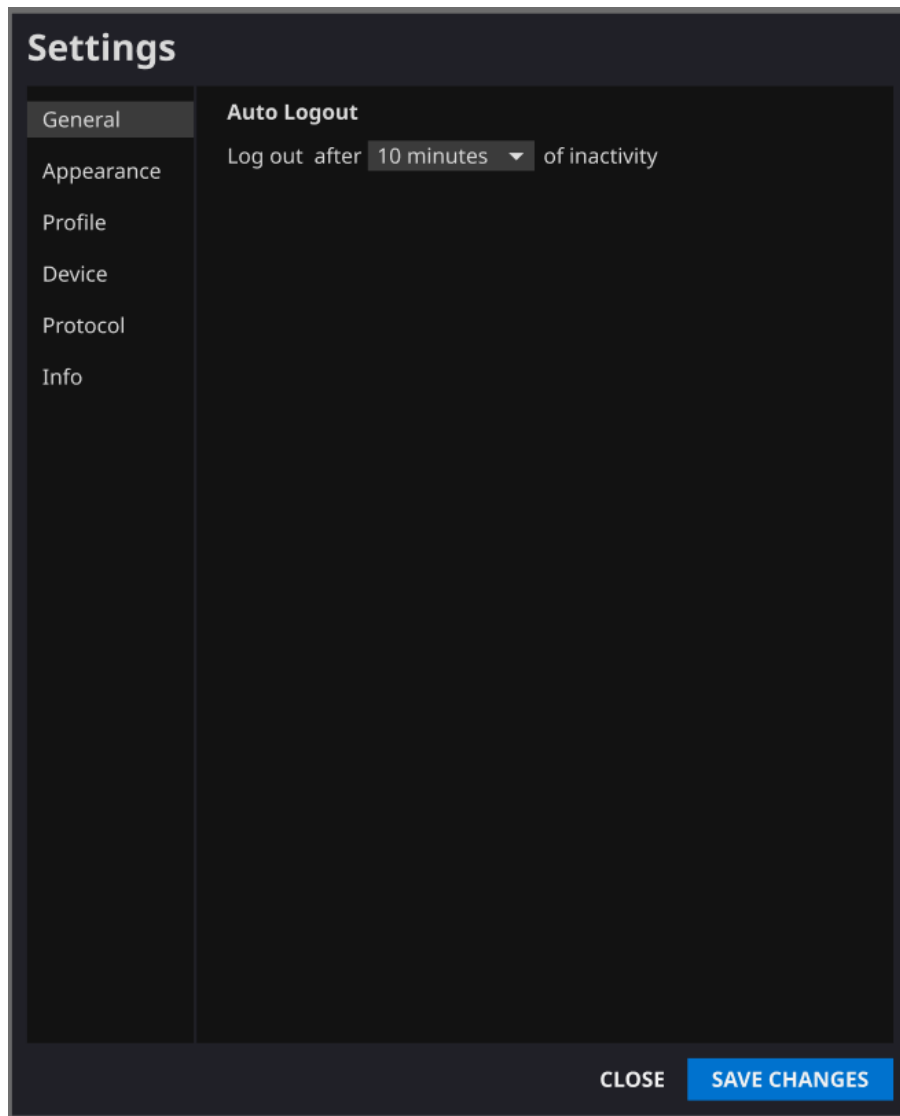 Settings
General
Appearance
Profile
Device
Protocol
Info
Auto Logout
Log out after 10 minutes of inactivity
CLOSE
SAVE CHANGES